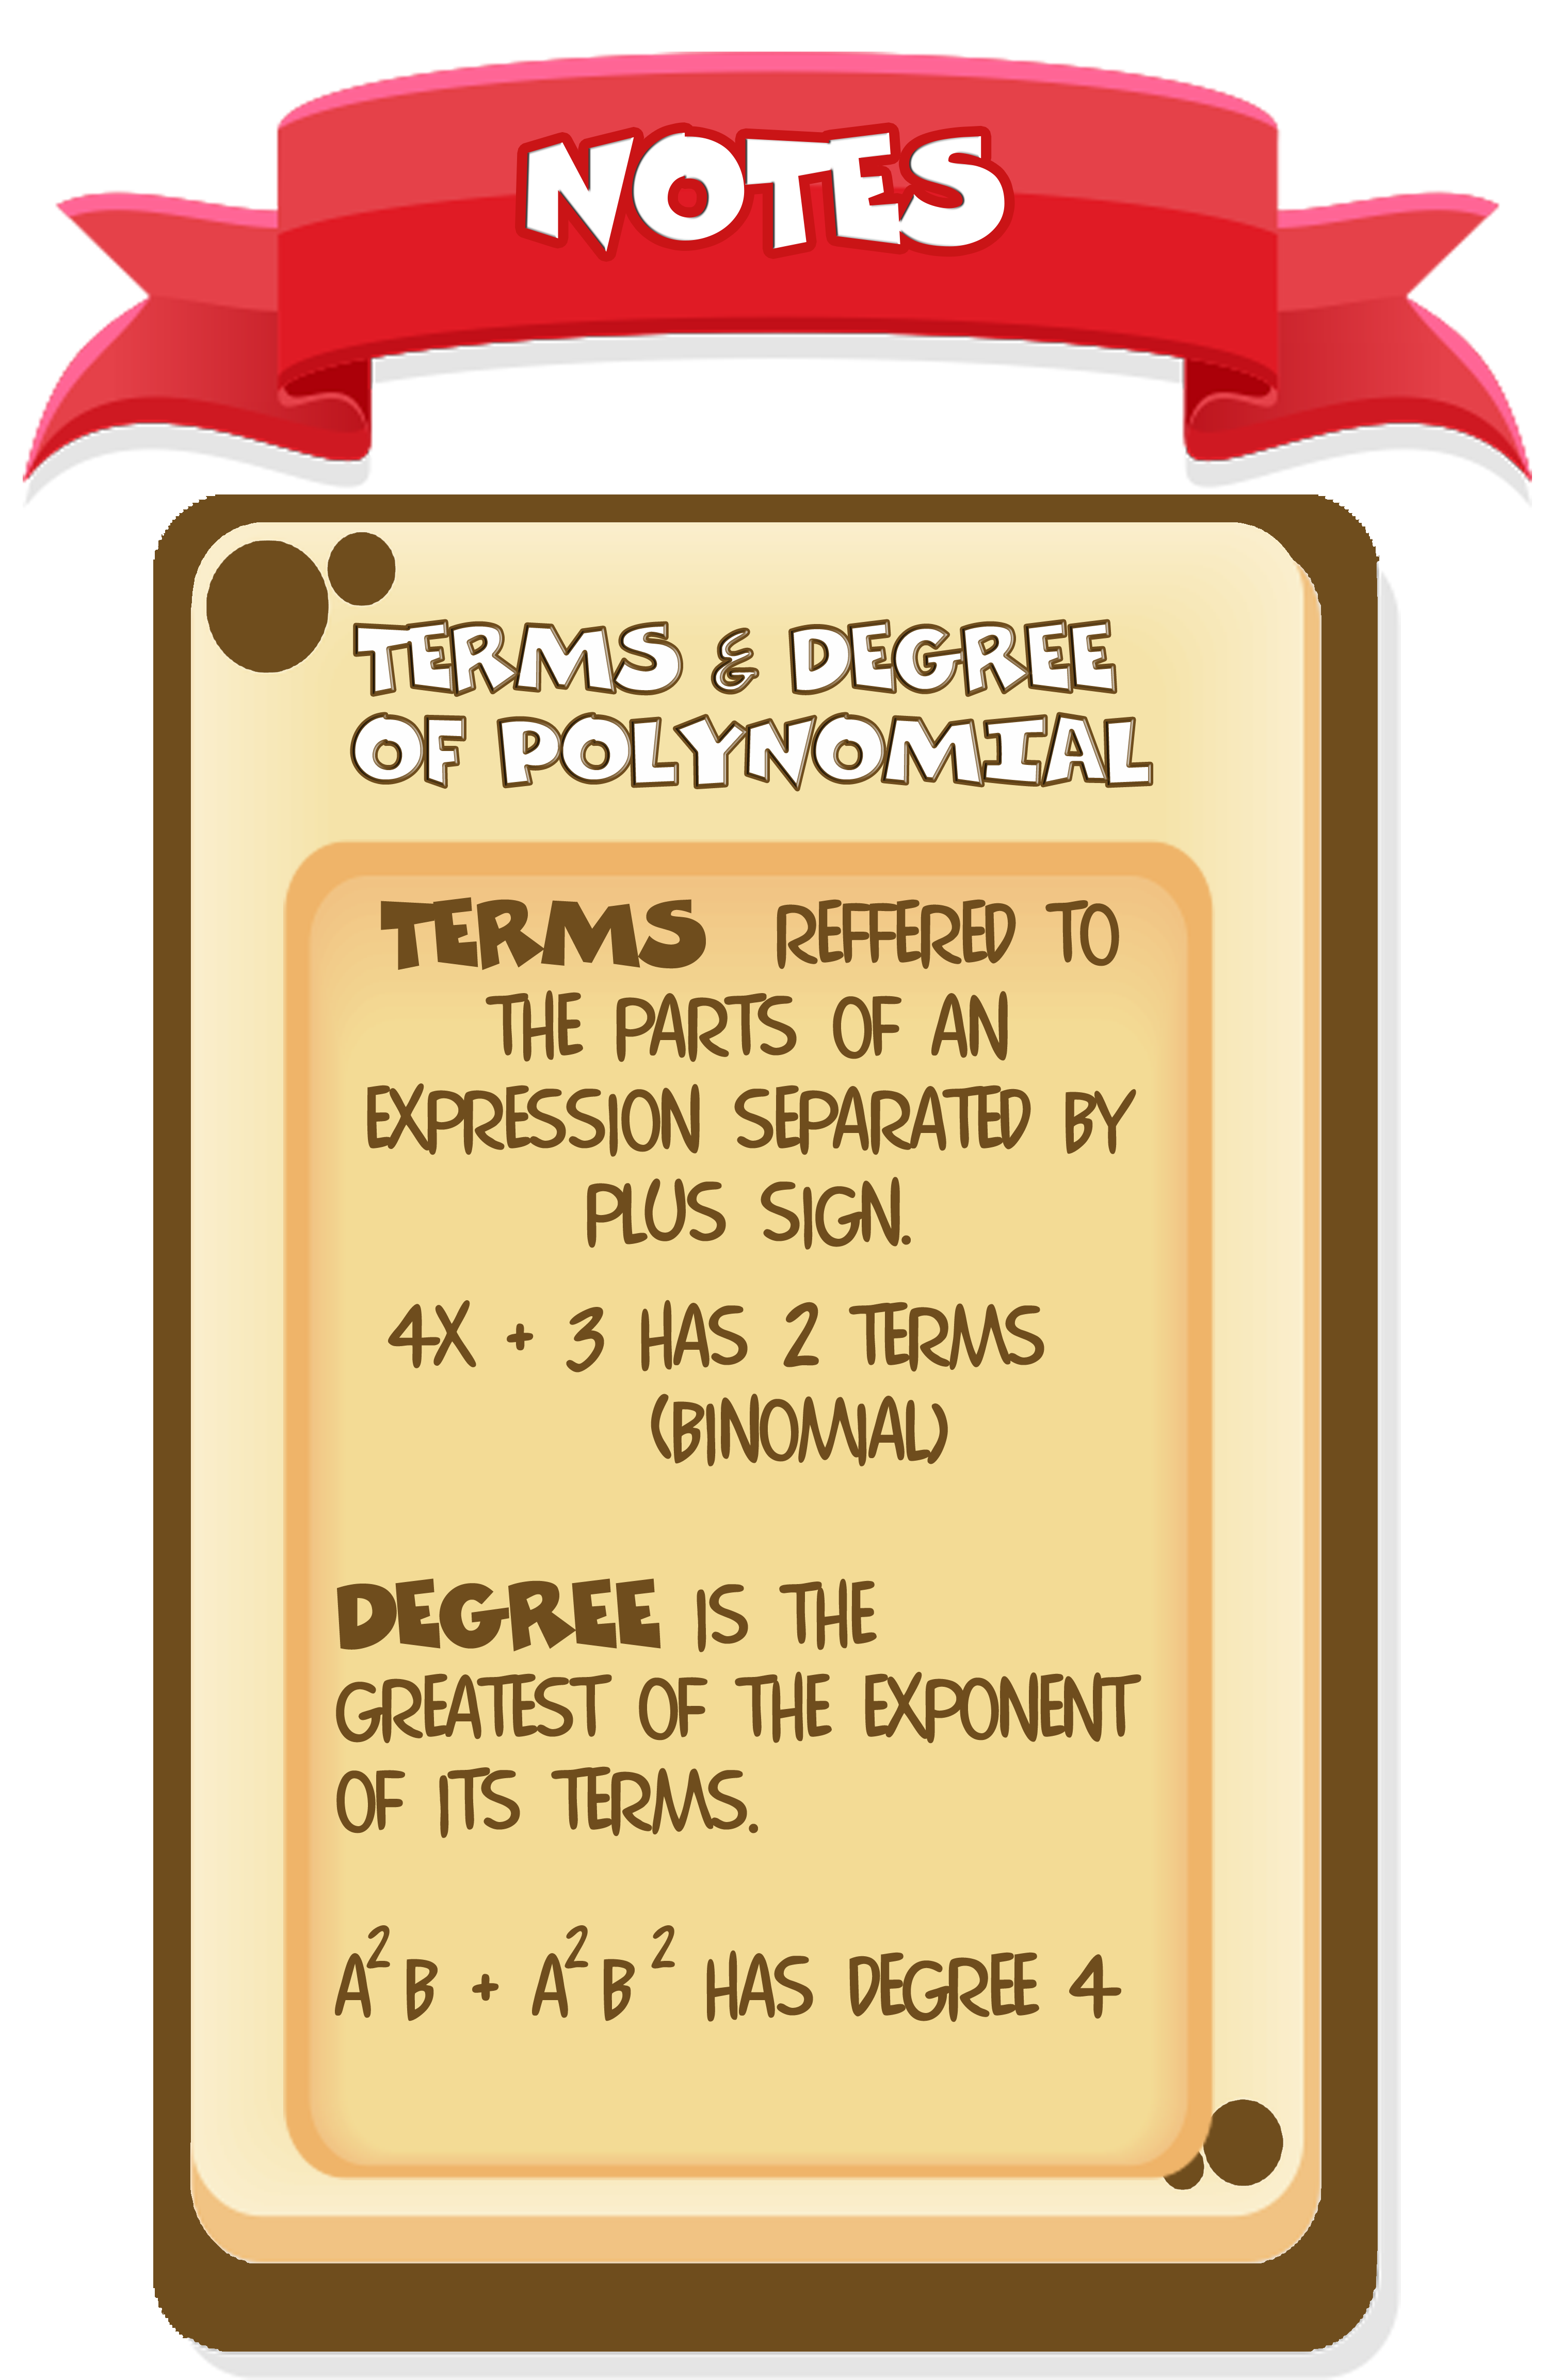 NOTES
TERMS & DEGREE
OF POLYNOMIAL
TERMS REFFERED TO
THE PARTS OF AN
EXPRESSION SEPARATED BY
PLUS SIGN.
4X + 3 HAS 2 TERMS
(BINOMIAL)
DEGREE IS THE
GREATEST OF THE EXPONENT
OF ITS TERMS.
A²B + A²B² HAS DEGREE 4